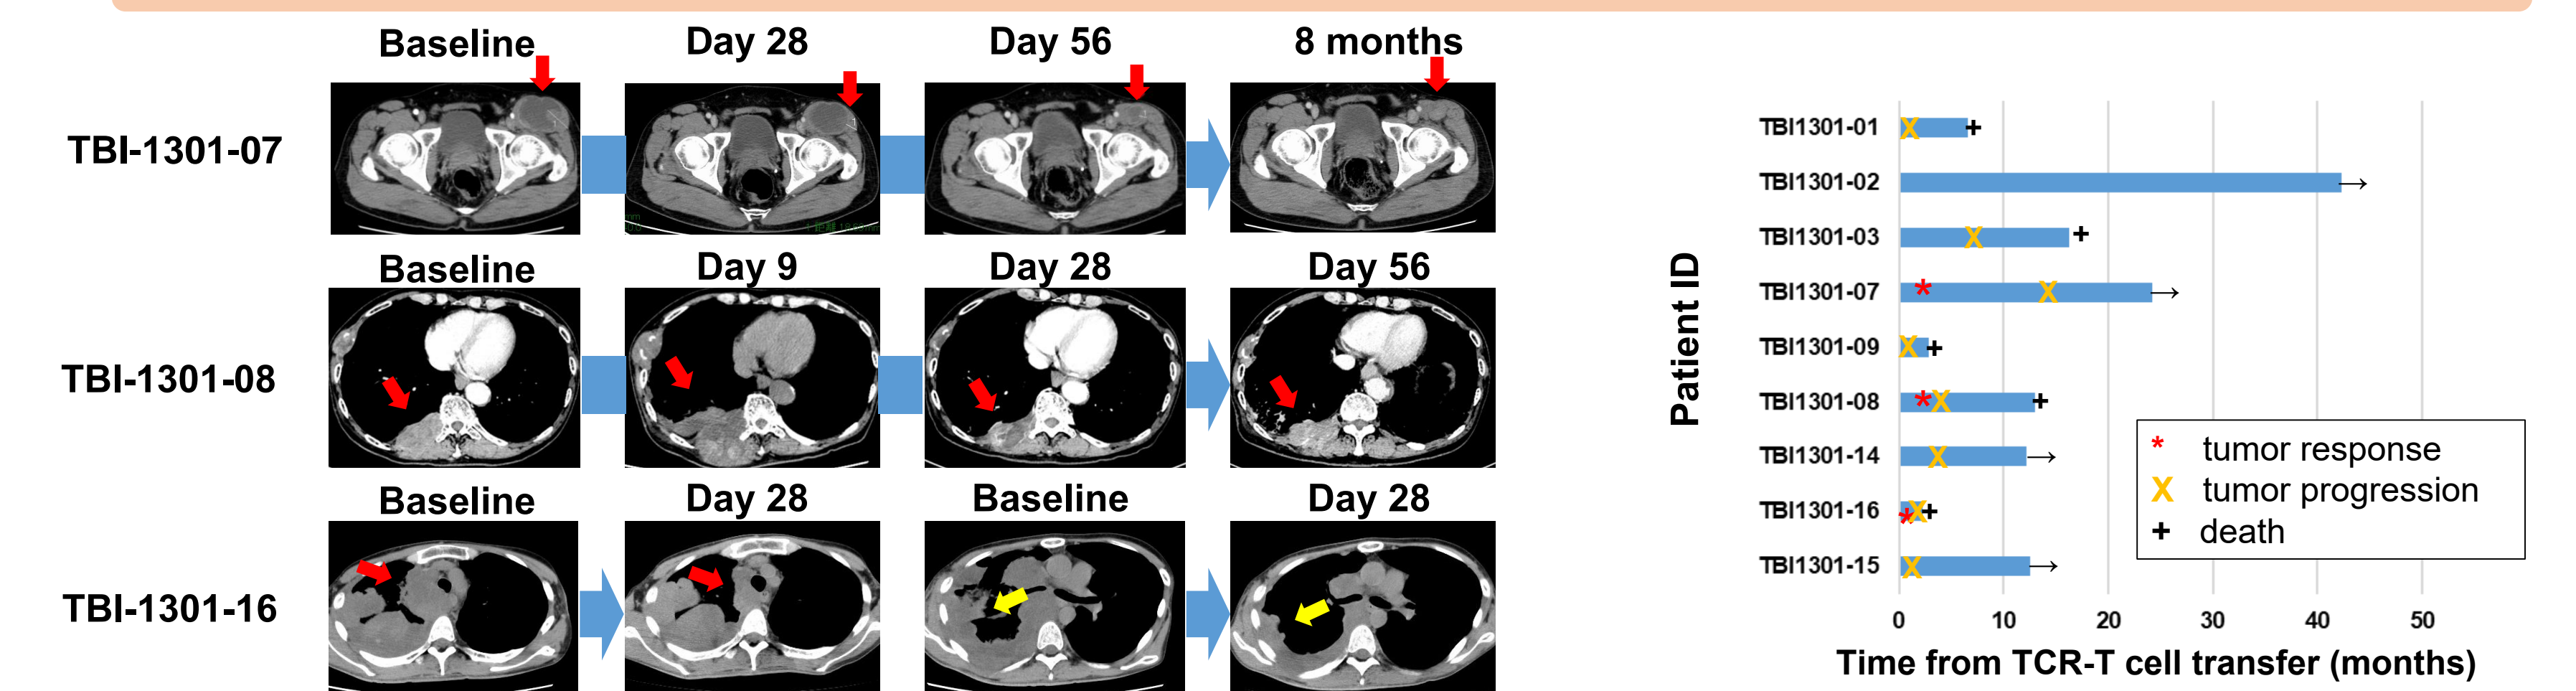 Baseline Day 28 Day 56 8 months
TBI-1301-07
Baseline Day 9 Day 28 Day 56
TBI-1301-08
Baseline Day 28 Baseline Day 28
TBI-1301-16
Patient ID
TBI1301-01
TBI1301-02
TBI1301-03
TBI1301-07
TBI1301-09
TBI1301-08
TBI1301-14
TBI1301-16
TBI1301-15
* tumor response
X tumor progression
+ death
0 10 20 30 40 50
Time from TCR-T cell transfer (months)